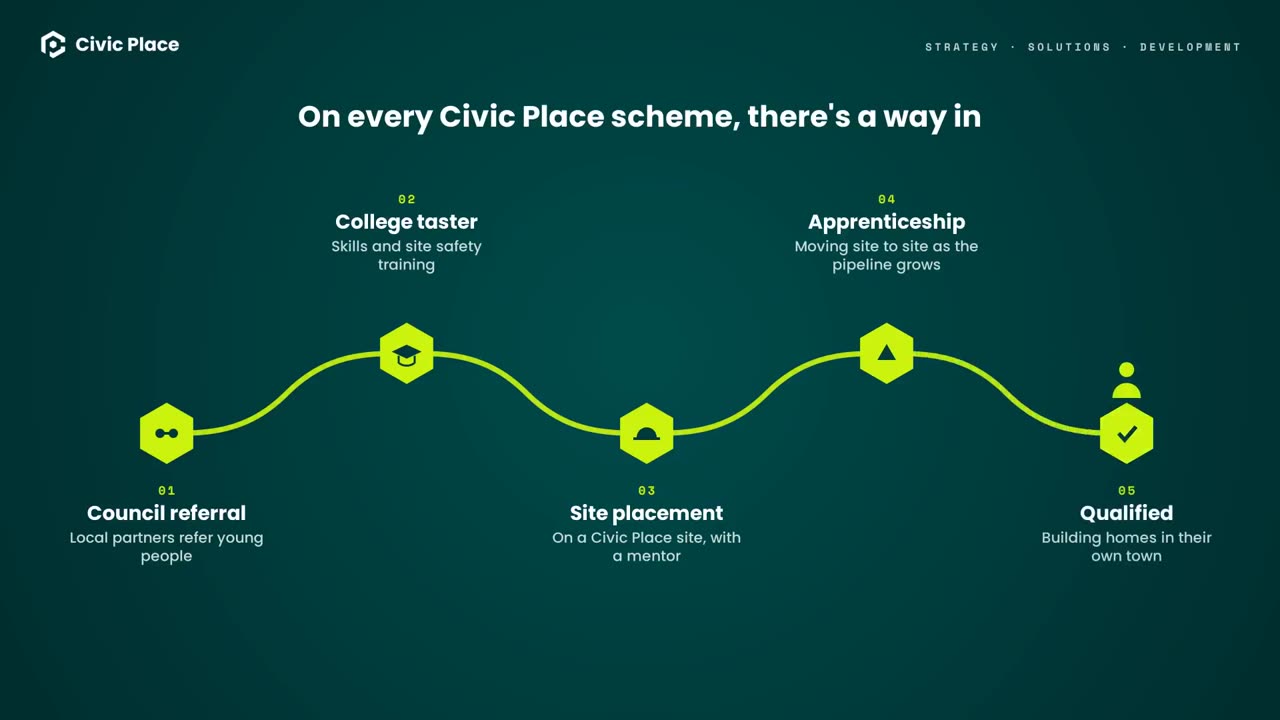 Civic Place
STRATEGY · SOLUTIONS · DEVELOPMENT
On every Civic Place scheme, there's a way in
01
Council referral
Local partners refer young
people
02
College taster
Skills and site safety
training
03
Site placement
On a Civic Place site, with
a mentor
04
Apprenticeship
Moving site to site as the
pipeline grows
05
Qualified
Building homes in their
own town